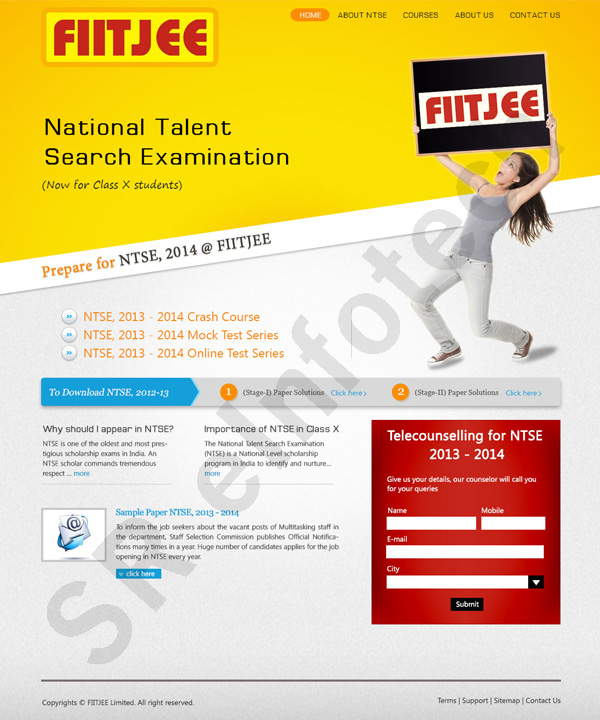 FIITJEE
HOME ABOUT NTSE COURSES ABOUT US CONTACT US
FIITJEE
National Talent
Search Examination
(Now for Class X students)
Prepare for NTSE, 2014 @ FIITJEE
NTSE, 2013 - 2014 Crash Course
NTSE, 2013 - 2014 Mock Test Series
NTSE, 2013 - 2014 Online Test Series
To Download NTSE, 2012-13
1 (Stage-I) Paper Solutions Click here >
2 (Stage-II) Paper Solutions Click here >
Why should I appear in NTSE?
NTSE is one of the oldest and most pres-
tigious scholarship exams in India. An
NTSE scholar commands tremendous
respect ... more
Importance of NTSE in Class X
The National Talent Search Examination
(NTSE) is a National Level scholarship
program in India to identify and nurture...
more
Sample Paper NTSE, 2013 - 2014
To inform the job seekers about the vacant posts of Multitasking staff in
the department, Staff Selection Commission publishes Official Notifica-
tions many times in a year. Huge number of candidates applies for the job
opening in NTSE every year.
click here
Telecounselling for NTSE
2013 - 2014
Give us your details, our counselor will call you
for your queries
Name Mobile
E-mail
City
Submit
Copyrights © FIITJEE Limited. All right reserved.
Terms | Support | Sitemap | Contact Us